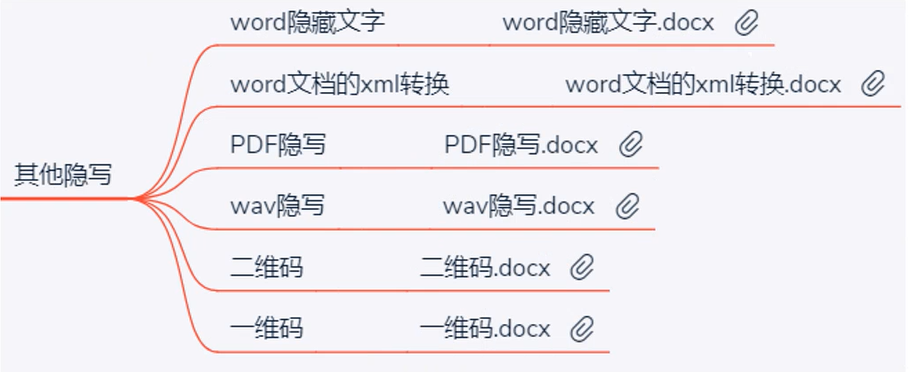 word隐藏文字 word隐藏文字.docx
word文档的xml转换 word文档的xml转换.docx
PDF隐写 PDF隐写.docx
其他隐写
wav隐写 wav隐写.docx
二维码 二维码.docx
一维码 一维码.docx